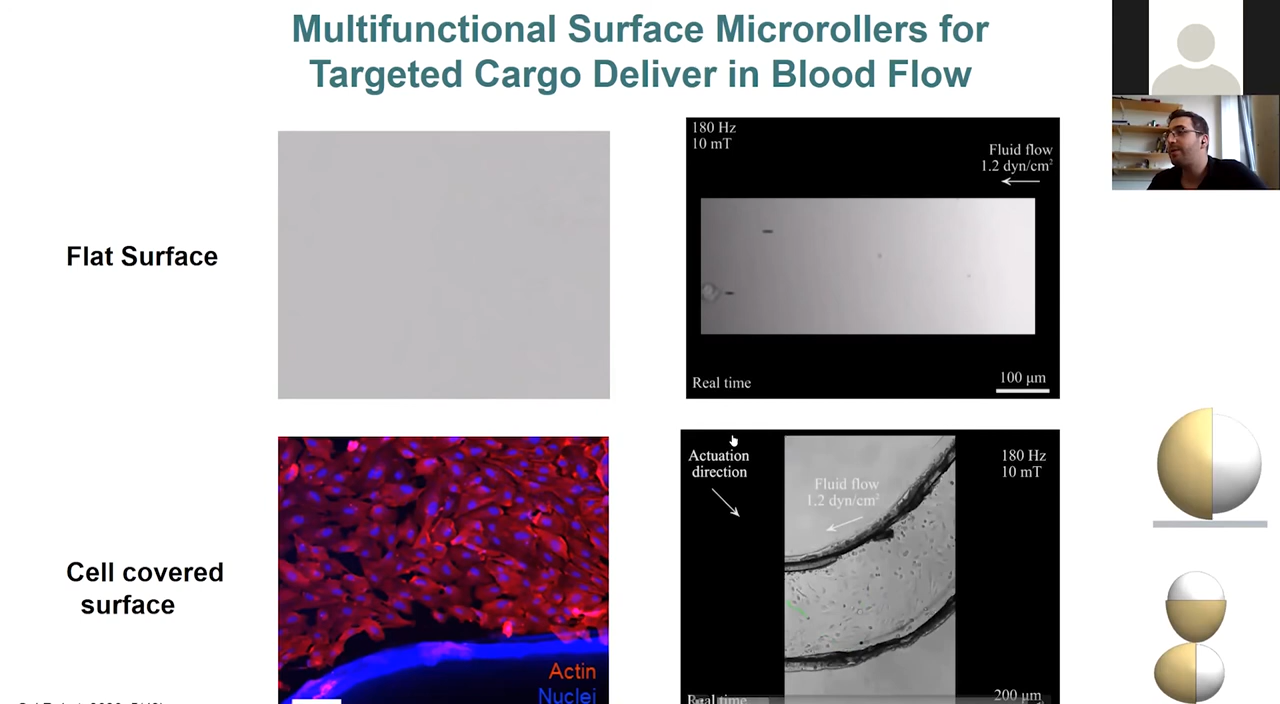 Multifunctional Surface Microrollers for
Targeted Cargo Deliver in Blood Flow
Flat Surface
180 Hz
10 mT
Fluid flow
1.2 dyn/cm²
Real time
100 μm
Cell covered
surface
Actin
Nuclei
Actuation
direction
Fluid flow
1.2 dyn/cm²
180 Hz
10 mT
Real time
200 μm